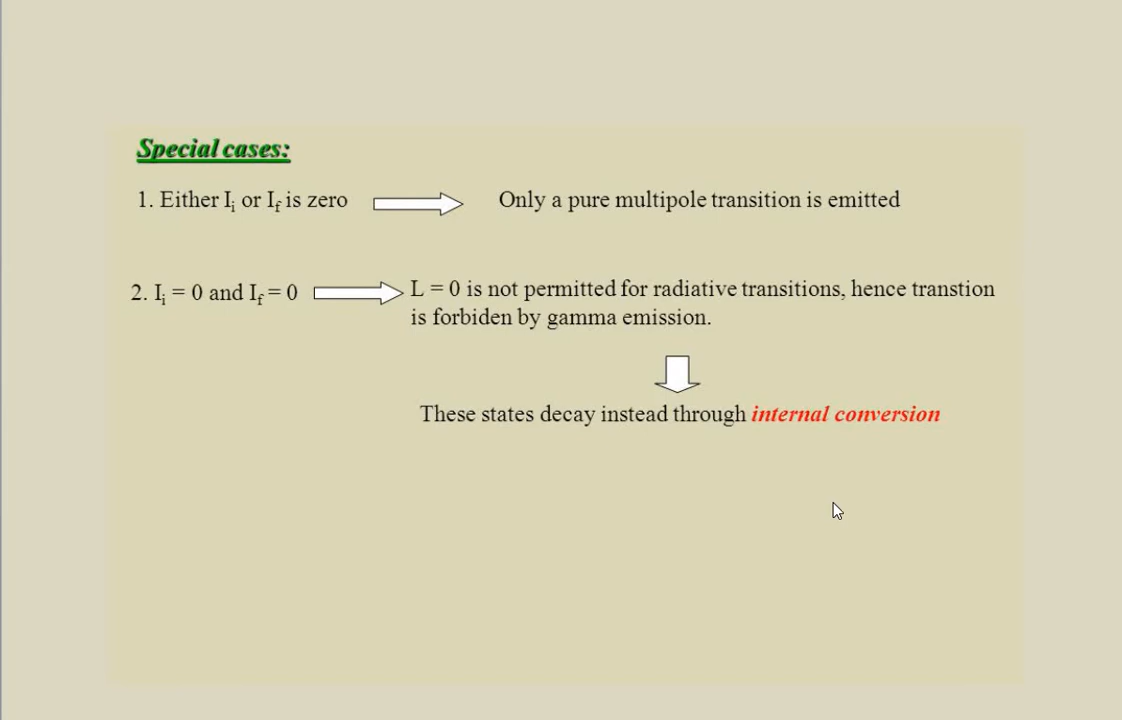 Special cases:
1. Either Ii or If is zero
Only a pure multipole transition is emitted
2. Ii = 0 and If = 0
L = 0 is not permitted for radiative transitions, hence transtion
is forbiden by gamma emission.
These states decay instead through internal conversion